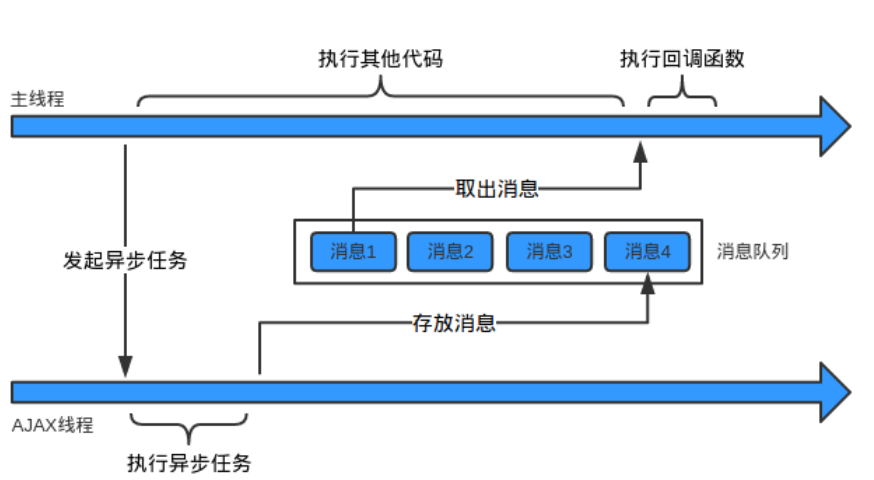 执行其他代码
执行回调函数
主线程
取出消息
消息1
消息2
消息3
消息4
消息队列
发起异步任务
存放消息
AJAX线程
执行异步任务